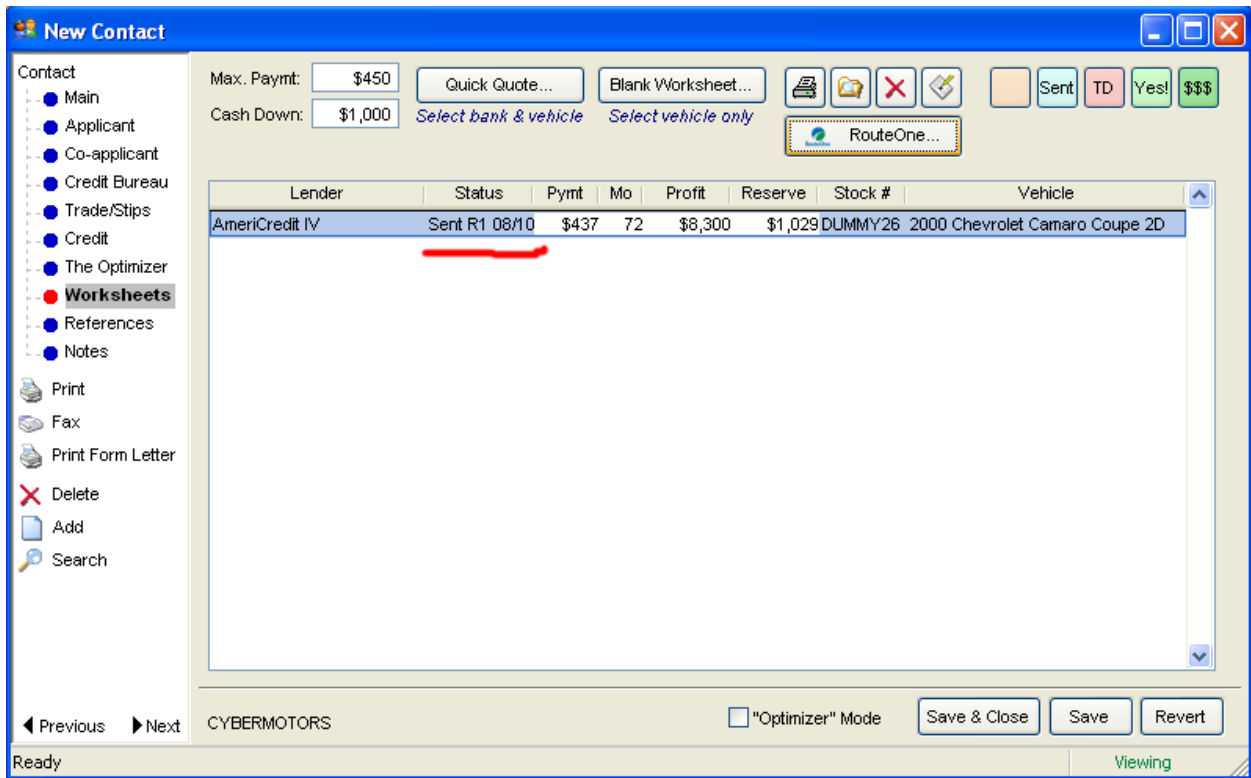 New Contact
Contact
Main
Applicant
Co-applicant
Credit Bureau
Trade/Stips
Credit
The Optimizer
Worksheets
References
Notes
Print
Fax
Print Form Letter
Delete
Add
Search
Previous Next
Max. Paymt: $450
Cash Down: $1,000
Quick Quote...
Select bank & vehicle
Blank Worksheet...
Select vehicle only
RouteOne...
Sent TD Yes! $$$
Lender Status Pymt Mo Profit Reserve Stock # Vehicle
AmeriCredit IV Sent R1 08/10 $437 72 $8,300 $1,029 DUMMY26 2000 Chevrolet Camaro Coupe 2D
CYBERMOTORS
"Optimizer" Mode
Save & Close Save Revert
Ready
Viewing